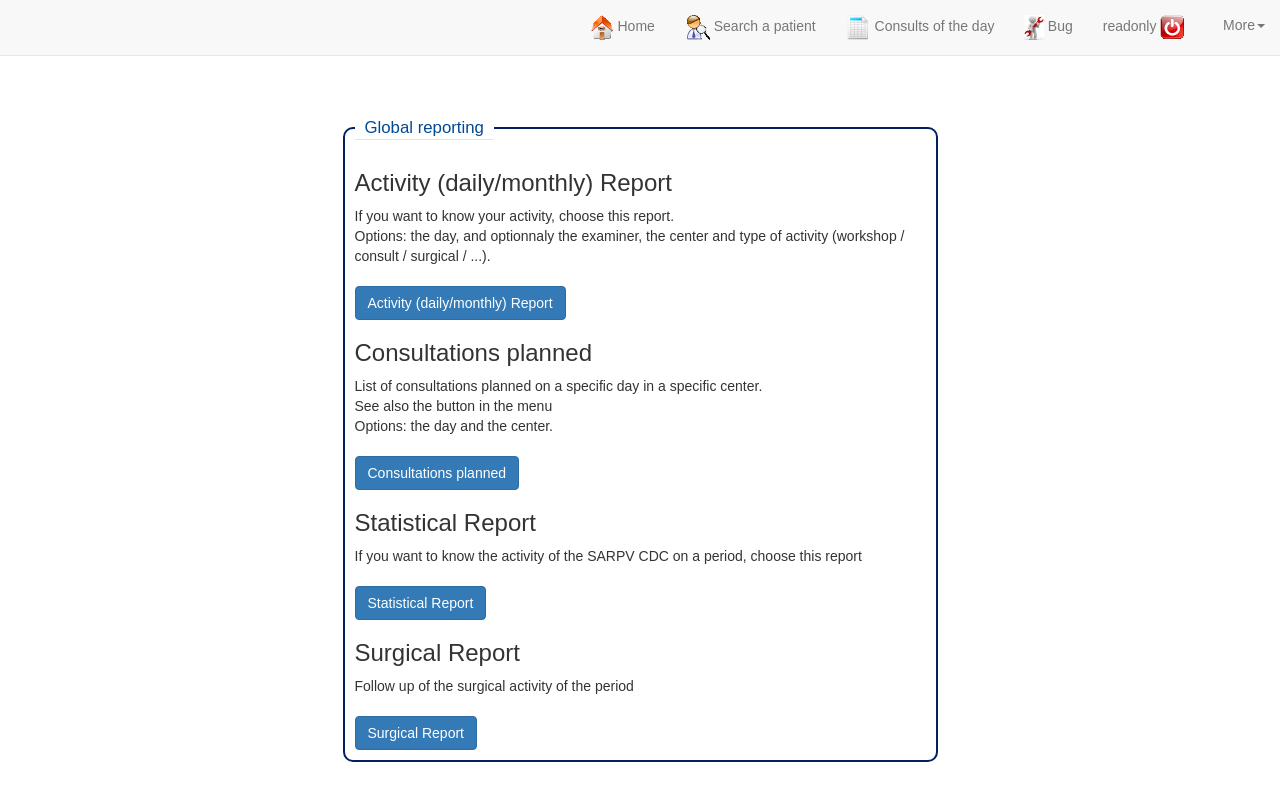 Home Search a patient Consults of the day Bug readonly More
Global reporting
Activity (daily/monthly) Report
If you want to know your activity, choose this report.
Options: the day, and optionnaly the examiner, the center and type of activity (workshop /
consult / surgical / ...).
Activity (daily/monthly) Report
Consultations planned
List of consultations planned on a specific day in a specific center.
See also the button in the menu
Options: the day and the center.
Consultations planned
Statistical Report
If you want to know the activity of the SARPV CDC on a period, choose this report
Statistical Report
Surgical Report
Follow up of the surgical activity of the period
Surgical Report